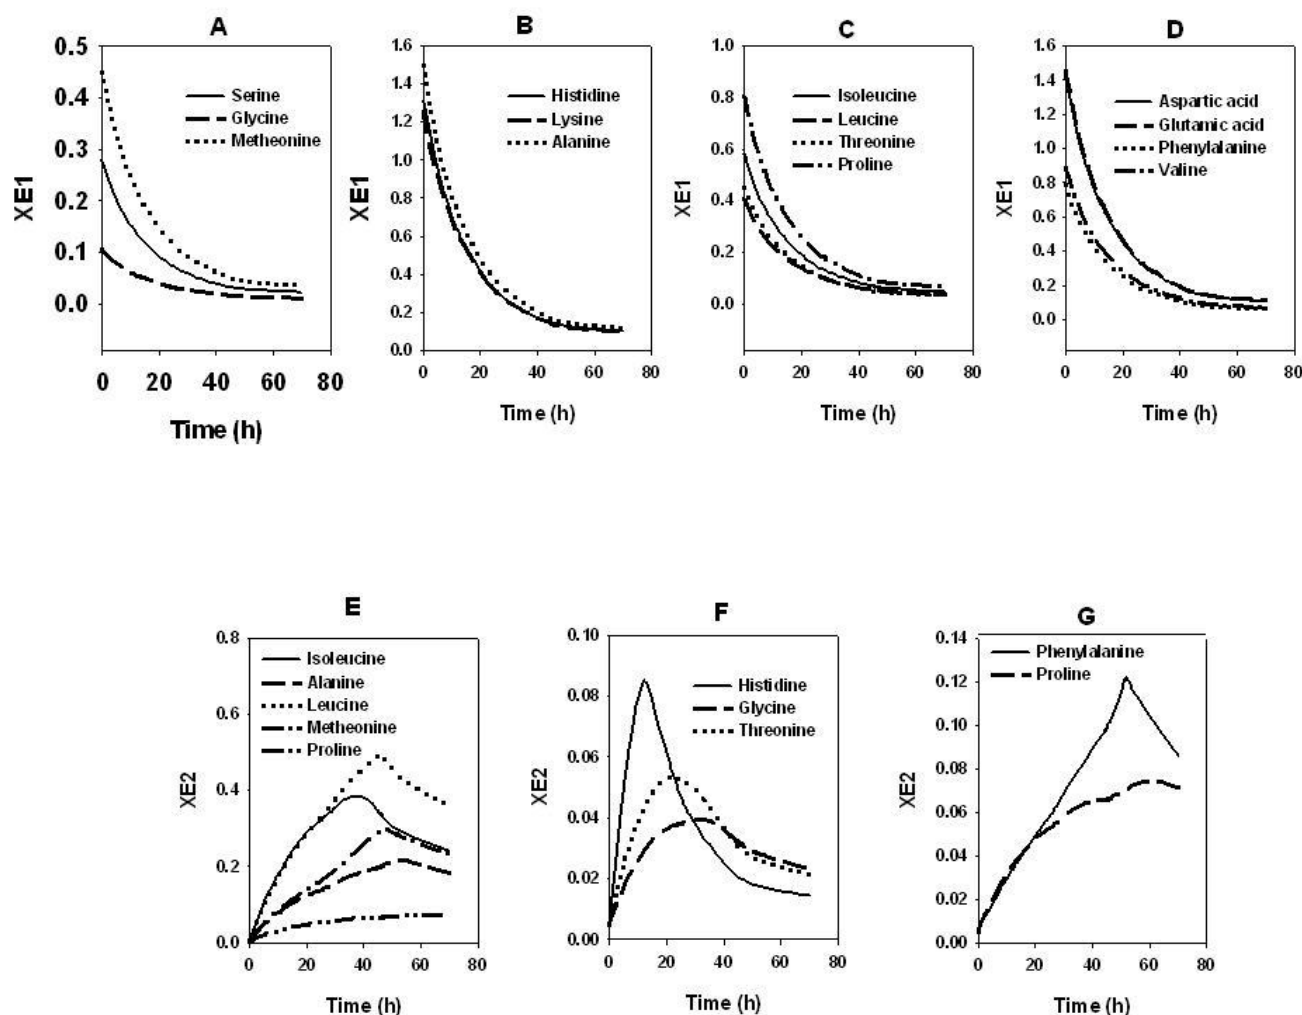 A
XE1
0.5
0.4
0.3
0.2
0.1
0.0
Serine
Glycine
Metheonine
0 20 40 60 80
Time (h)
B
XE1
1.6
1.4
1.2
1.0
0.8
0.6
0.4
0.2
0.0
Histidine
Lysine
Alanine
0 20 40 60 80
Time (h)
C
XE1
1.0
0.8
0.6
0.4
0.2
0.0
Isoleucine
Leucine
Threonine
Proline
0 20 40 60 80
Time (h)
D
XE1
1.6
1.4
1.2
1.0
0.8
0.6
0.4
0.2
0.0
Aspartic acid
Glutamic acid
Phenylalanine
Valine
0 20 40 60 80
Time (h)
E
XE2
0.8
0.6
0.4
0.2
0.0
Isoleucine
Alanine
Leucine
Metheonine
Proline
0 20 40 60 80
Time (h)
F
XE2
0.10
0.08
0.06
0.04
0.02
0.00
Histidine
Glycine
Threonine
0 20 40 60 80
Time (h)
G
XE2
0.14
0.12
0.10
0.08
0.06
0.04
0.02
0.00
Phenylalanine
Proline
0 20 40 60 80
Time (h)